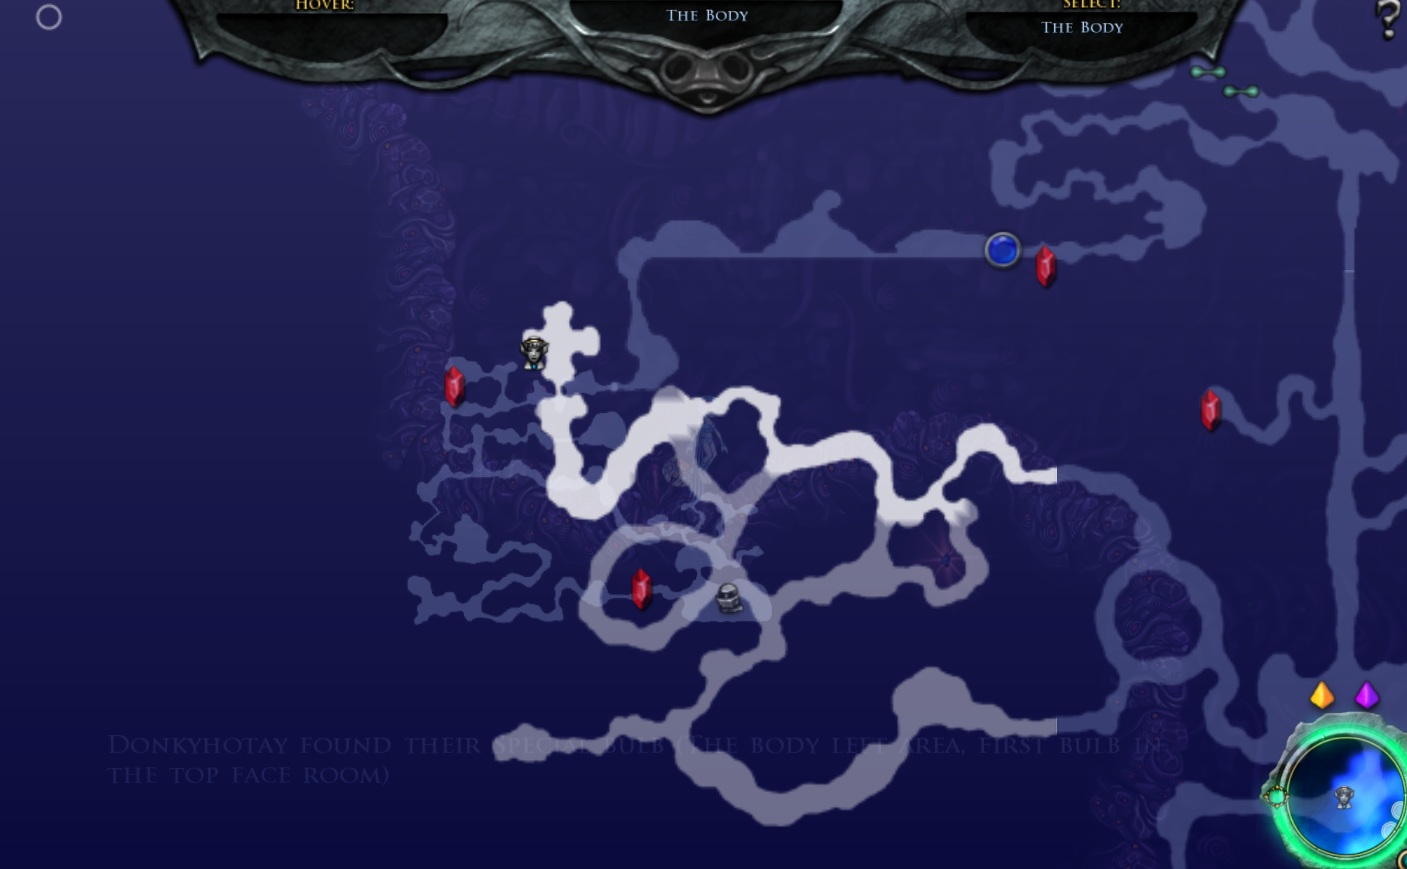 Hover:
The Body
Select:
The Body
Donkyhotay found their special bulb (The body left area, first bulb in
the top face room)